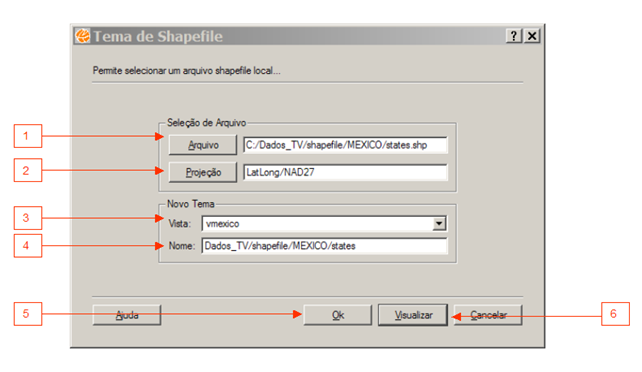 Tema de Shapefile
Permite selecionar um arquivo shapefile local...
Seleção de Arquivo
1
Arquivo C:/Dados_TV/shapefile/MEXICO/states.shp
2
Projeção LatLong/NAD27
Novo Tema
3
Vista: vmexico
4
Nome: Dados_TV/shapefile/MEXICO/states
5
Ajuda Ok Visualizar Cancelar
6